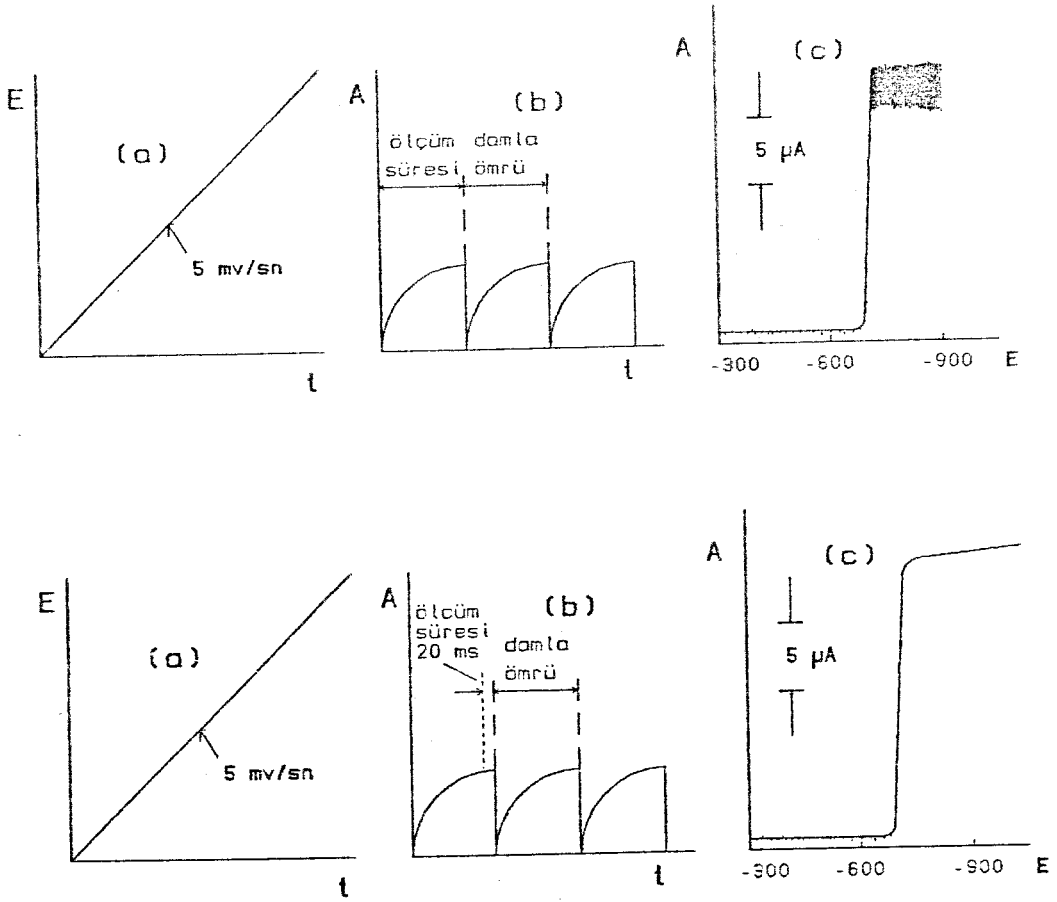 E
(a)
5 mv/sn
t
A
(b)
ölçüm damla
süresi ömrü
t
A
(c)
5 µA
-300 -600 -900 E
E
(a)
5 mv/sn
t
A
(b)
ölcüm
süresi
20 ms
damla
ömrü
t
A
(c)
5 µA
-300 -600 -900 E